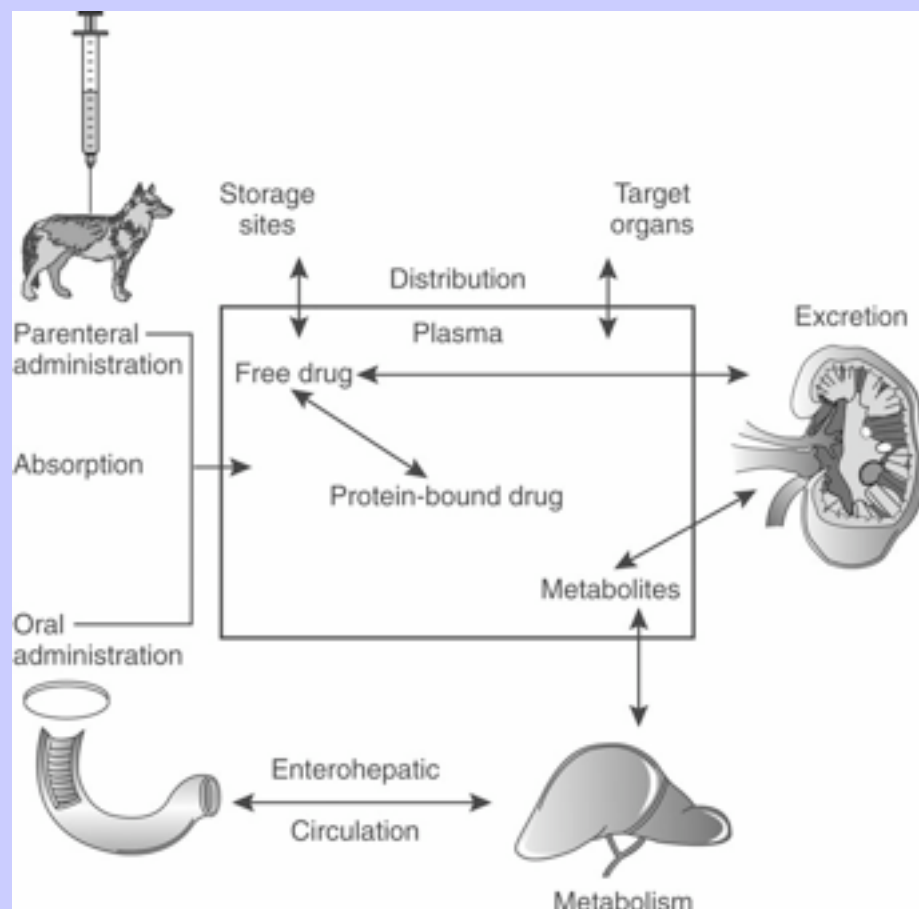 Storage
sites
Target
organs
Distribution
Plasma
Excretion
Parenteral
administration
Free drug
Absorption
Protein-bound drug
Metabolites
Oral
administration
Enterohepatic
Circulation
Metabolism